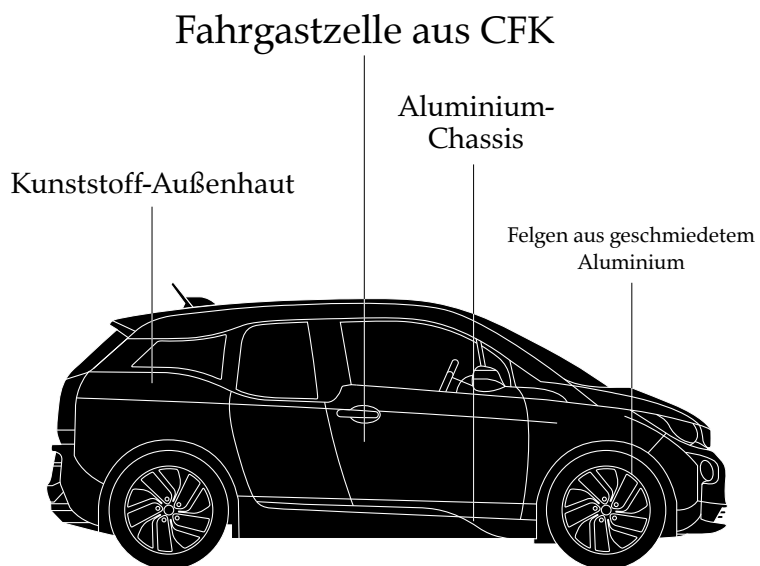 Fahrgastzelle aus CFK
Aluminium-
Chassis
Kunststoff-Außenhaut
Felgen aus geschmiedetem
Aluminium